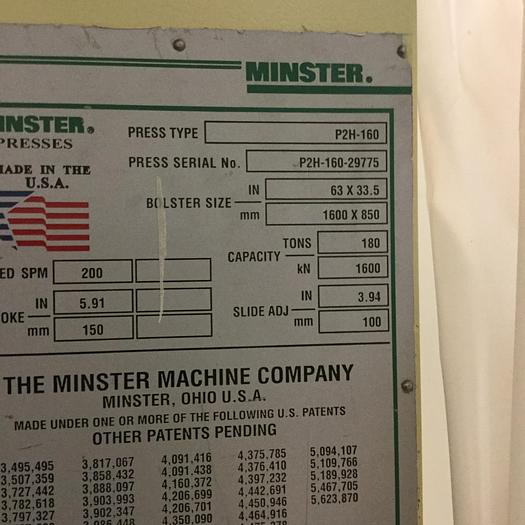 MINSTER.
INSTER®
PRESSES
MADE IN THE
U.S.A.
PRESS TYPE P2H-160
PRESS SERIAL No. P2H-160-29775
BOLSTER SIZE IN 63 X 33.5
mm 1600 X 850
CAPACITY TONS 180
kN 1600
ED SPM 200
OKE IN 5.91
mm 150
SLIDE ADJ IN 3.94
mm 100
THE MINSTER MACHINE COMPANY
MINSTER, OHIO U.S.A.
MADE UNDER ONE OR MORE OF THE FOLLOWING U.S. PATENTS
OTHER PATENTS PENDING
3,495,495 3,817,067 4,091,416 4,375,785 5,094,107
3,507,359 3,858,432 4,091,438 4,376,410 5,109,766
3,727,442 3,888,097 4,160,372 4,397,232 5,189,928
3,782,618 3,903,993 4,206,699 4,442,691 5,467,705
3,797,327 3,902,347 4,206,701 4,450,946 5,623,870
4,350,090 4,464,916